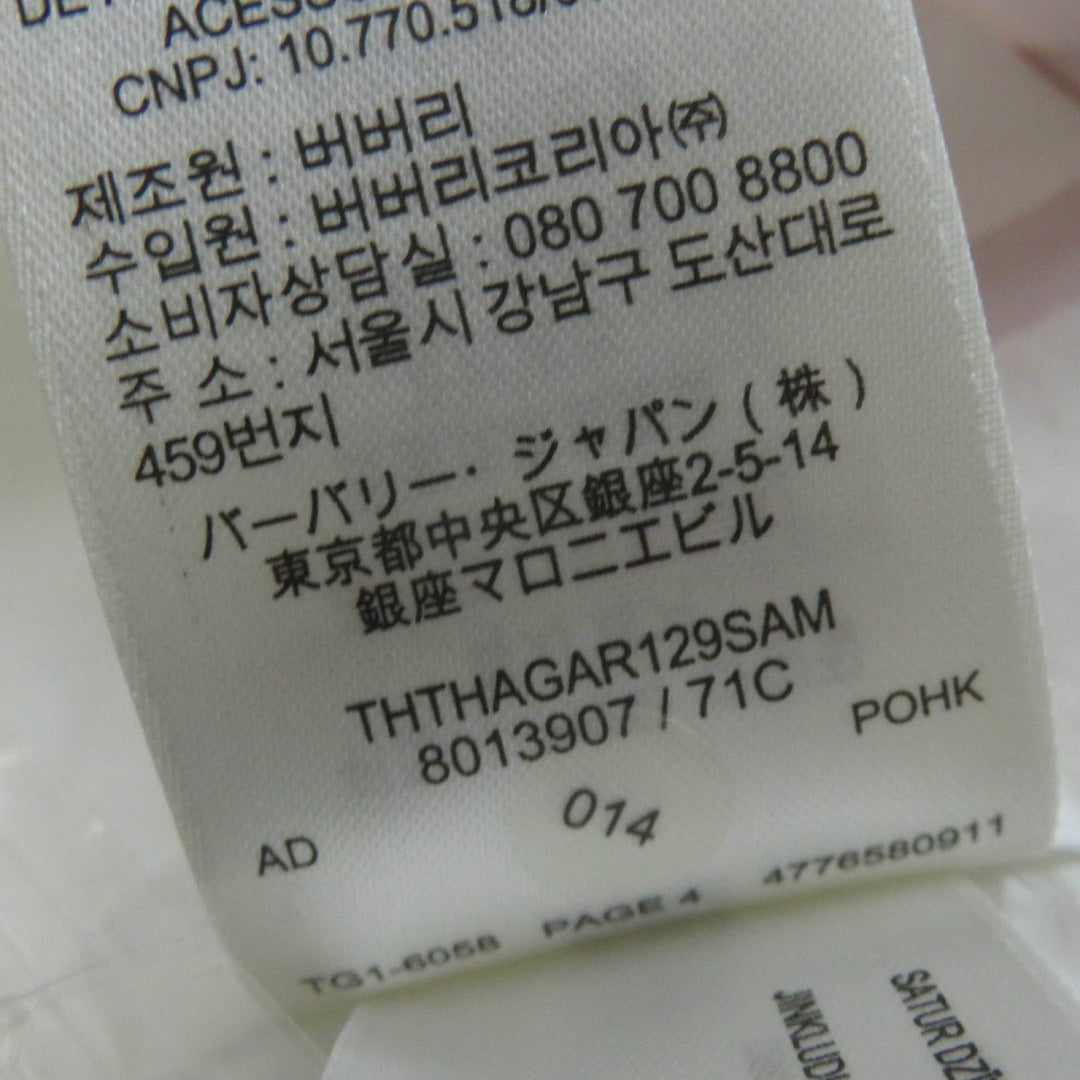 CNPJ: 10.770.518/
제조원 : 버버리
수입원 : 버버리코리아㈜
소비자상담실 : 080 700 8800
주 소 : 서울시 강남구 도산대로
459번지
バーバリー・ジャパン(株)
東京都中央区銀座2-5-14
銀座マロニエビル
THTHAGAR129SAM
8013907 / 71C
POHK
014
AD
TG1-6058 PAGE 4 4776580911
SATUR
JINKLUDI